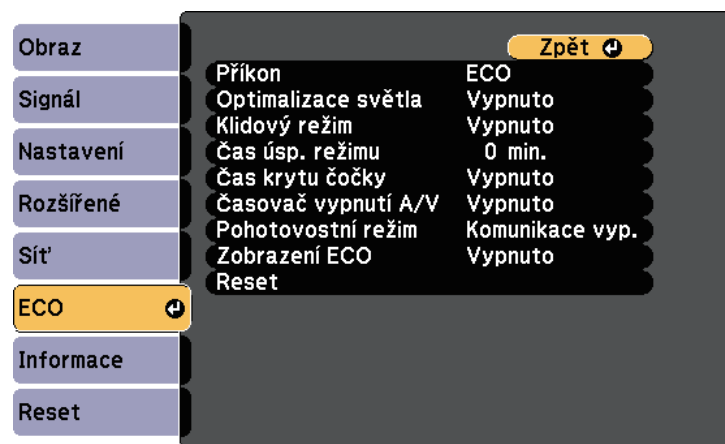 Obraz
Signál
Nastavení
Rozšířené
Síť
ECO
Informace
Reset
Zpět
Příkon ECO
Optimalizace světla Vypnuto
Klidový režim Vypnuto
Čas úsp. režimu 0 min.
Čas krytu čočky Vypnuto
Časovač vypnutí A/V Vypnuto
Pohotovostní režim Komunikace vyp.
Zobrazení ECO Vypnuto
Reset